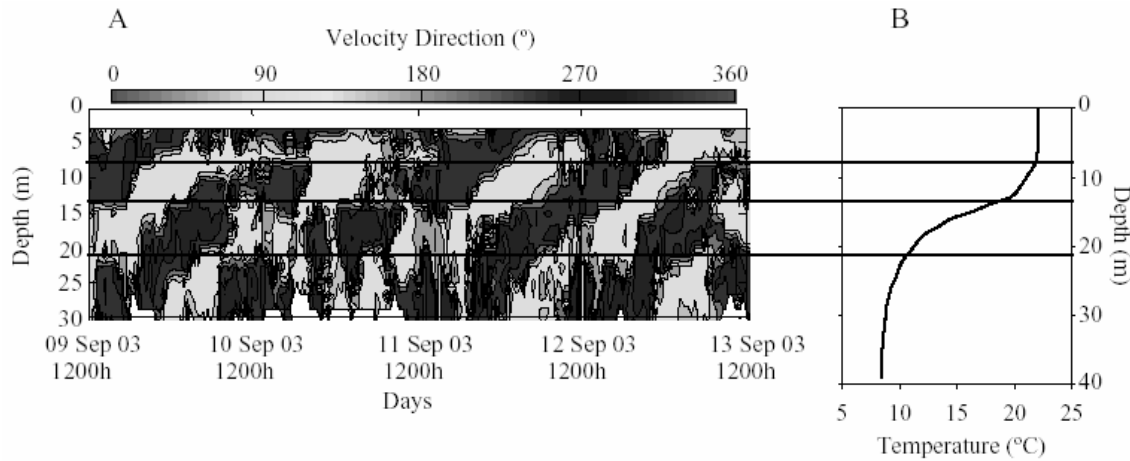 A
B
Velocity Direction (º)
0 90 180 270 360
0
5
10
15
20
25
30
Depth (m)
09 Sep 03 10 Sep 03 11 Sep 03 12 Sep 03 13 Sep 03
1200h 1200h 1200h 1200h 1200h
Days
0
10
20
30
40
Depth (m)
5 10 15 20 25
Temperature (ºC)